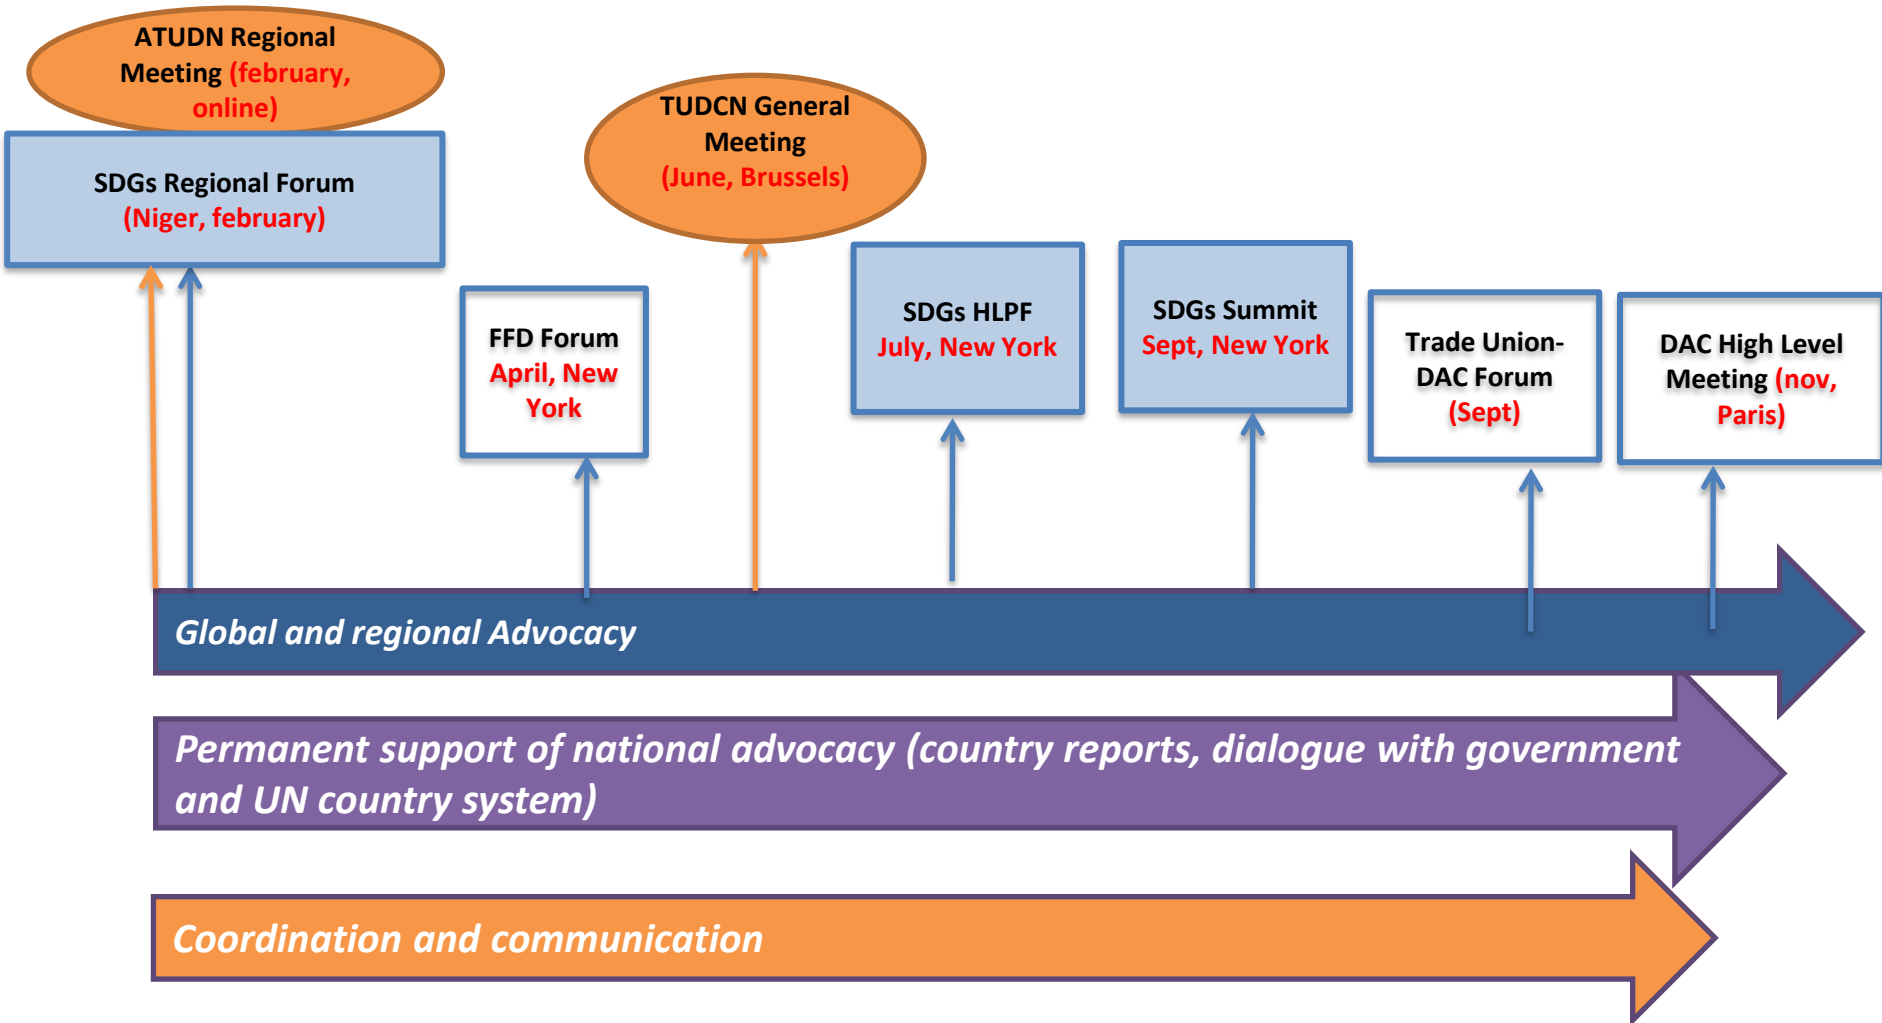 ATUDN Regional
Meeting (february,
online)
SDGs Regional Forum
(Niger, february)
TUDCN General
Meeting
(June, Brussels)
FFD Forum
April, New
York
SDGs HLPF
July, New York
SDGs Summit
Sept, New York
Trade Union-
DAC Forum
(Sept)
DAC High Level
Meeting (nov,
Paris)
Global and regional Advocacy
Permanent support of national advocacy (country reports, dialogue with government
and UN country system)
Coordination and communication